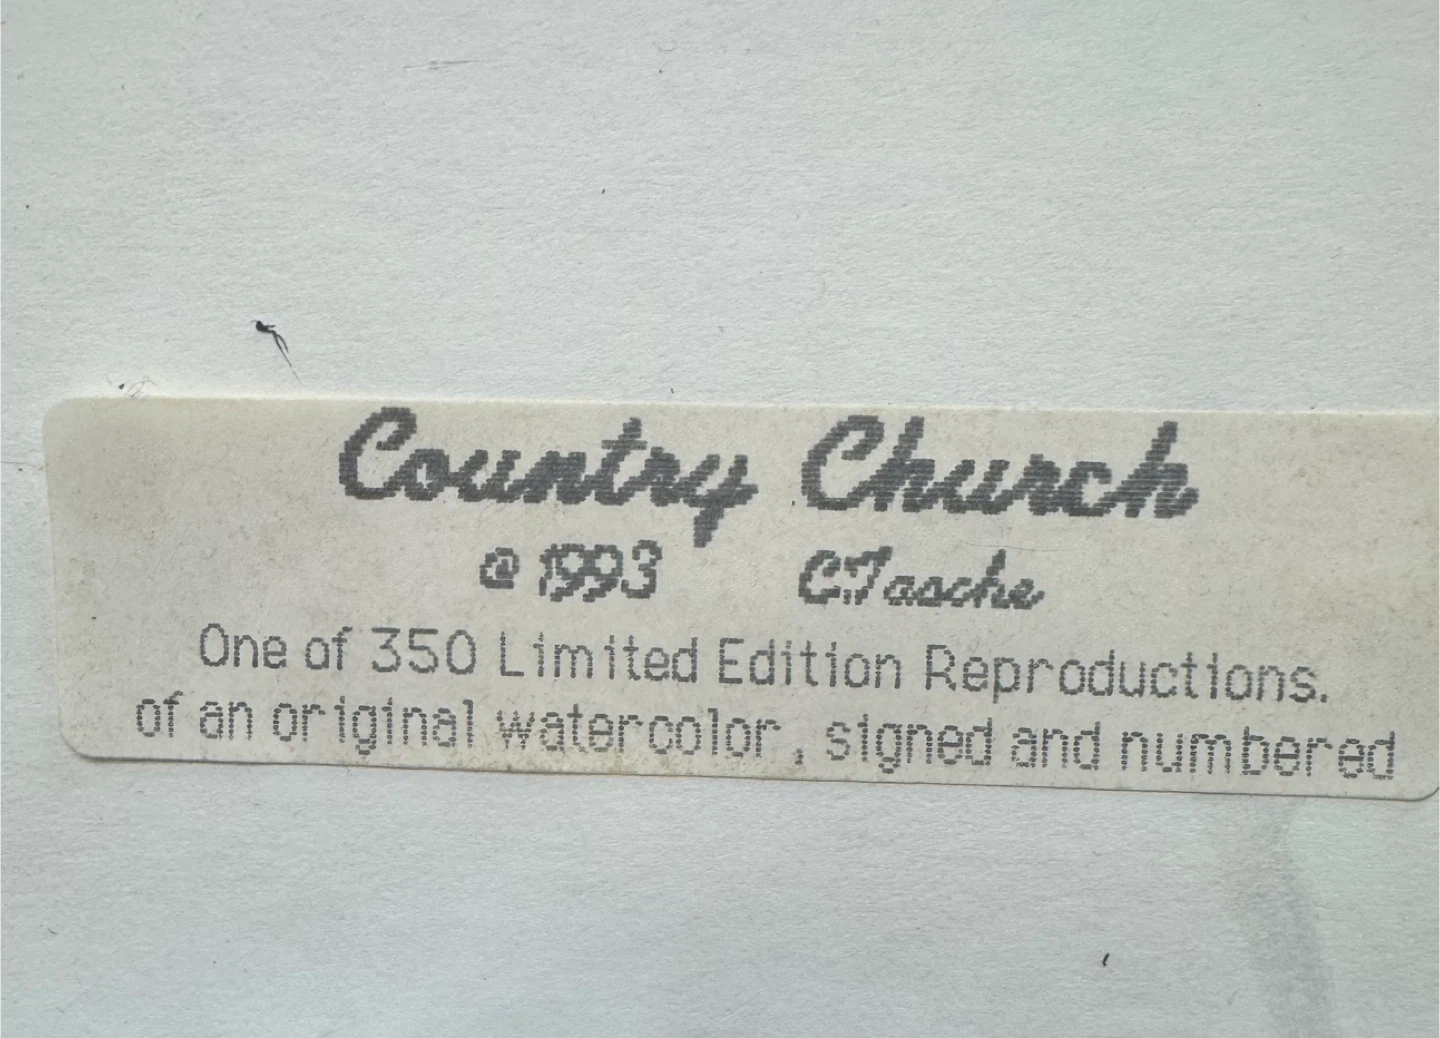 Country Church
@ 1993 C.Tasche
One of 350 Limited Edition Reproductions.
of an original watercolor, signed and numbered